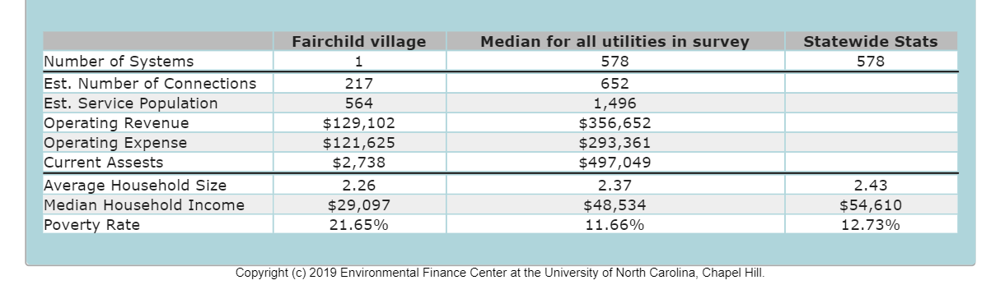 Fairchild village Median for all utilities in survey Statewide Stats
Number of Systems 1 578 578
Est. Number of Connections 217 652
Est. Service Population 564 1,496
Operating Revenue $129,102 $356,652
Operating Expense $121,625 $293,361
Current Assests $2,738 $497,049
Average Household Size 2.26 2.37 2.43
Median Household Income $29,097 $48,534 $54,610
Poverty Rate 21.65% 11.66% 12.73%
Copyright (c) 2019 Environmental Finance Center at the University of North Carolina, Chapel Hill.